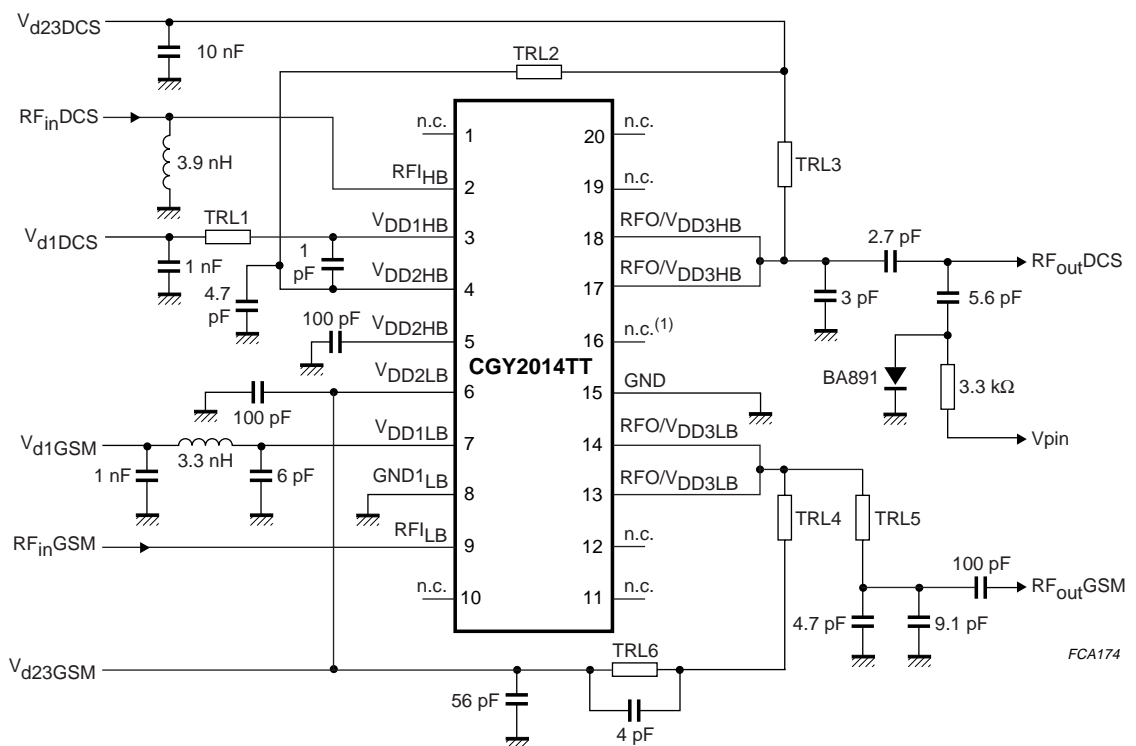 Vd23DCS
10 nF
TRL2
RFinDCS
n.c.
1
20
n.c.
3.9 nH
TRL3
RFIHB
2
19
n.c.
Vd1DCS
TRL1
VDD1HB
3
18
RFO/VDD3HB
2.7 pF
RFoutDCS
1 nF
1
pF
VDD2HB
4
17
RFO/VDD3HB
3 pF
5.6 pF
4.7
pF
100 pF
VDD2HB
5
16
n.c.(1)
CGY2014TT
BA891
3.3 kΩ
VDD2LB
6
15
GND
100 pF
Vd1GSM
3.3 nH
VDD1LB
7
14
RFO/VDD3LB
Vpin
1 nF
6 pF
GND1LB
8
13
RFO/VDD3LB
TRL4
TRL5
RFinGSM
RFILB
9
12
n.c.
n.c.
10
11
n.c.
100 pF
RFoutGSM
4.7 pF
9.1 pF
Vd23GSM
TRL6
56 pF
4 pF
FCA174